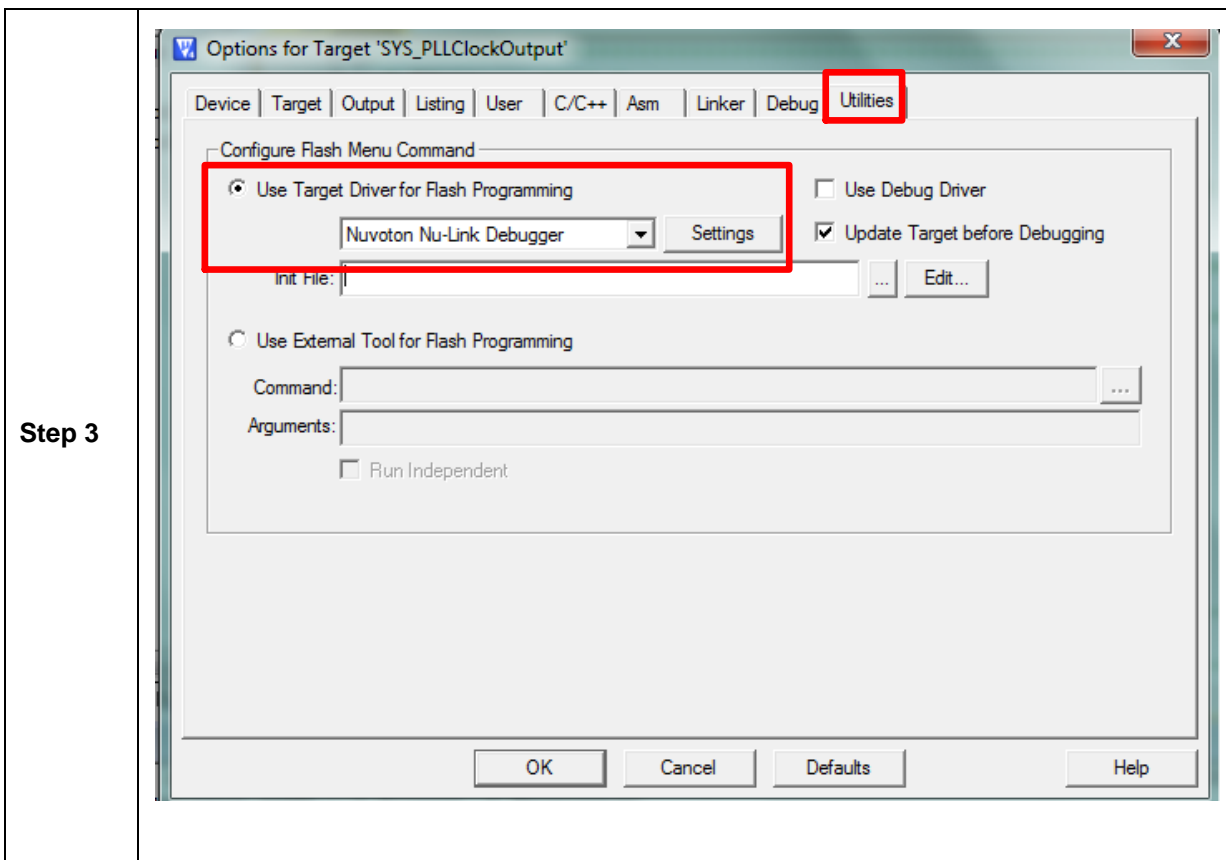 Step 3
Options for Target 'SYS_PLLClockOutput'
Device Target Output Listing User C/C++ Asm Linker Debug Utilities
Configure Flash Menu Command
Use Target Driver for Flash Programming Use Debug Driver
Nuvoton Nu-Link Debugger Settings Update Target before Debugging
Init File: ... Edit...
Use External Tool for Flash Programming
Command: ...
Arguments:
Run Independent
OK Cancel Defaults Help